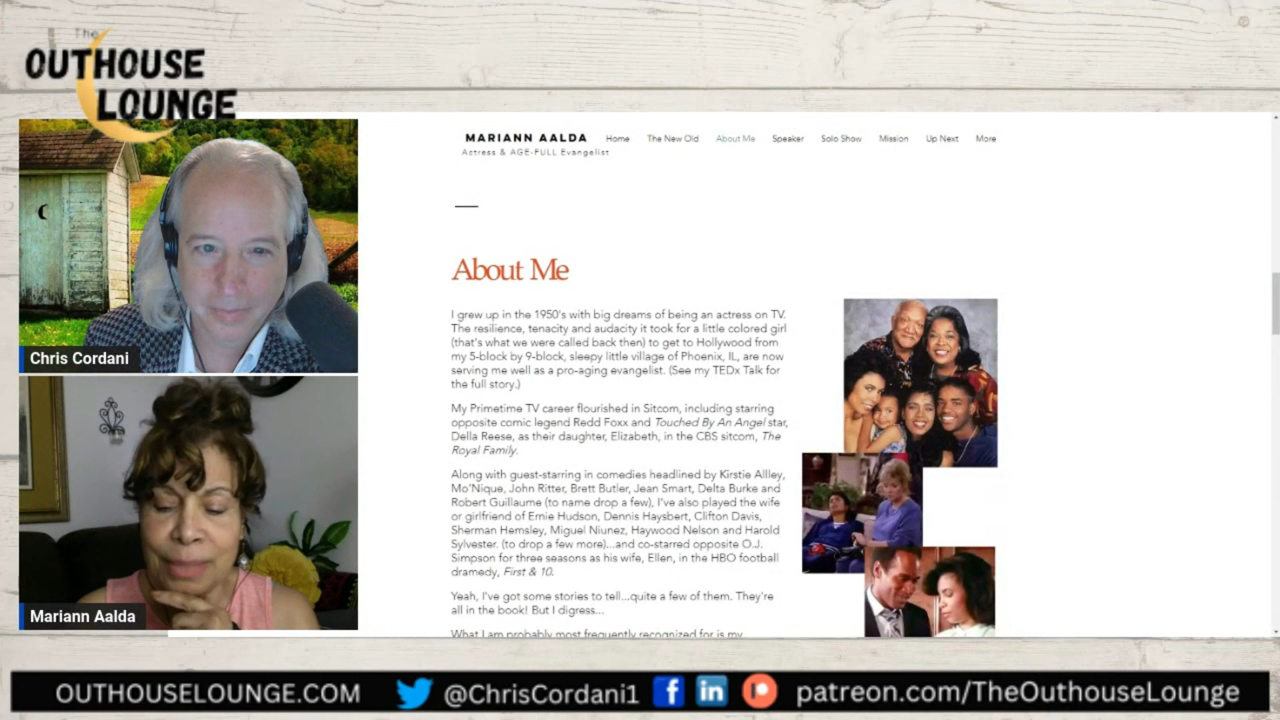 The
OUTHOUSE
LOUNGE
Chris Cordani
Mariann Aalda
MARIANN AALDA
Actress & AGE-FULL Evangelist
Home The New Old About Me Speaker Solo Show Mission Up Next More
About Me
I grew up in the 1950's with big dreams of being an actress on TV.
The resilience, tenacity and audacity it took for a little colored girl
(that's what we were called back then) to get to Hollywood from
my 5-block by 9-block, sleepy little village of Phoenix, IL, are now
serving me well as a pro-aging evangelist. (See my TEDx Talk for
the full story.)
My Primetime TV career flourished in Sitcom, including starring
opposite comic legend Redd Foxx and Touched By An Angel star,
Della Reese, as their daughter, Elizabeth, in the CBS sitcom, The
Royal Family.
Along with guest-starring in comedies headlined by Kirstie Allley,
Mo'Nique, John Ritter, Brett Butler, Jean Smart, Delta Burke and
Robert Guillaume (to name drop a few), I've also played the wife
or girlfriend of Ernie Hudson, Dennis Haysbert, Clifton Davis,
Sherman Hemsley, Miguel Niunez, Haywood Nelson and Harold
Sylvester. (to drop a few more)...and co-starred opposite O.J.
Simpson for three seasons as his wife, Ellen, in the HBO football
dramedy, First & 10.
Yeah, I've got some stories to tell...quite a few of them. They're
all in the book! But I digress...
What I am probably most frequently recognized for is my
OUTHOUSELOUNGE.COM @ChrisCordani1 patreon.com/TheOuthouseLounge